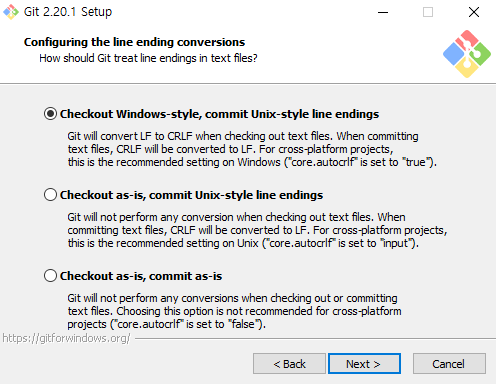 Git 2.20.1 Setup
Configuring the line ending conversions
How should Git treat line endings in text files?
Checkout Windows-style, commit Unix-style line endings
Git will convert LF to CRLF when checking out text files. When committing
text files, CRLF will be converted to LF. For cross-platform projects,
this is the recommended setting on Windows ("core.autocrlf" is set to "true").
Checkout as-is, commit Unix-style line endings
Git will not perform any conversion when checking out text files. When
committing text files, CRLF will be converted to LF. For cross-platform projects,
this is the recommended setting on Unix ("core.autocrlf" is set to "input").
Checkout as-is, commit as-is
Git will not perform any conversions when checking out or committing
text files. Choosing this option is not recommended for cross-platform
projects ("core.autocrlf" is set to "false").
https://gitforwindows.org/
< Back Next > Cancel